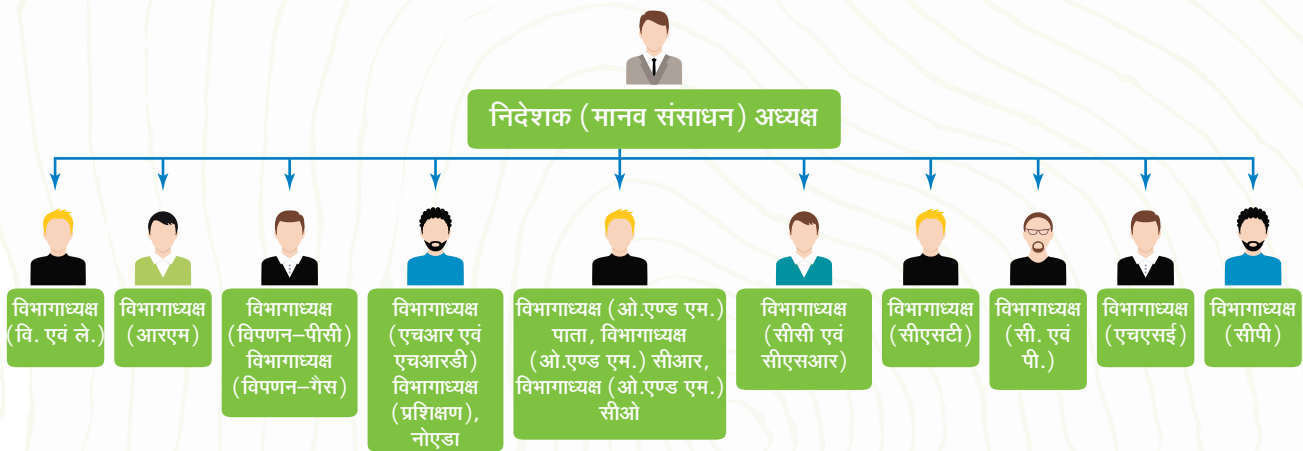 निदेशक (मानव संसाधन) अध्यक्ष
विभागाध्यक्ष
(वि. एवं ले.)
विभागाध्यक्ष
(आरएम)
विभागाध्यक्ष
(विपणन–पीसी)
विभागाध्यक्ष
(विपणन–गैस)
विभागाध्यक्ष
(एचआर एवं
एचआरडी)
विभागाध्यक्ष
(प्रशिक्षण),
नोएडा
विभागाध्यक्ष (ओ.एण्ड एम.)
पाता, विभागाध्यक्ष
(ओ.एण्ड एम.) सीआर,
विभागाध्यक्ष (ओ.एण्ड एम.)
सीओ
विभागाध्यक्ष
(सीसी एवं
सीएसआर)
विभागाध्यक्ष
(सीएसटी)
विभागाध्यक्ष
(सी. एवं
पी.)
विभागाध्यक्ष
(एचएसई)
विभागाध्यक्ष
(सीपी)